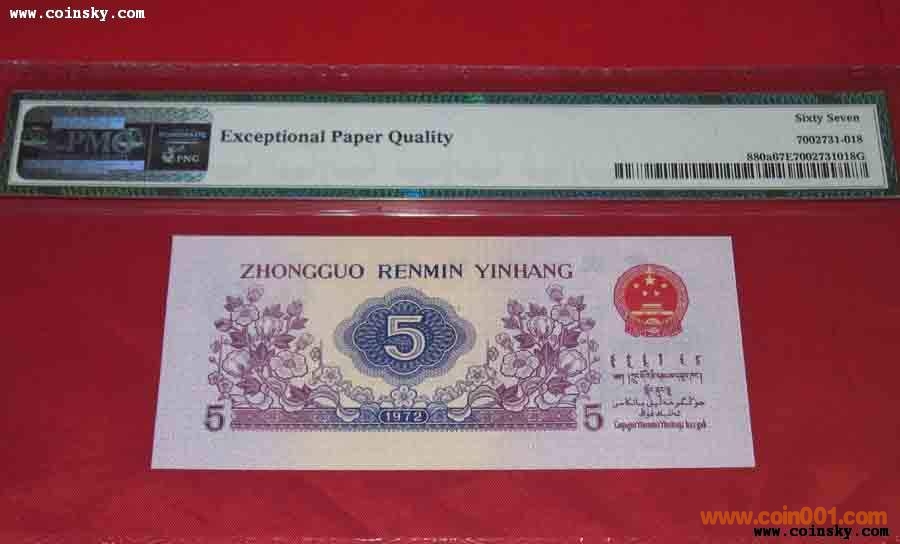 www.coinsky.com
PMG
PNG
Exceptional Paper Quality
Sixty Seven
7002731-018
880a67E7002731018G
ZHONGGUO RENMIN YINHANG
5
5
1972
5
www.coin001.com
www.coinsky.com